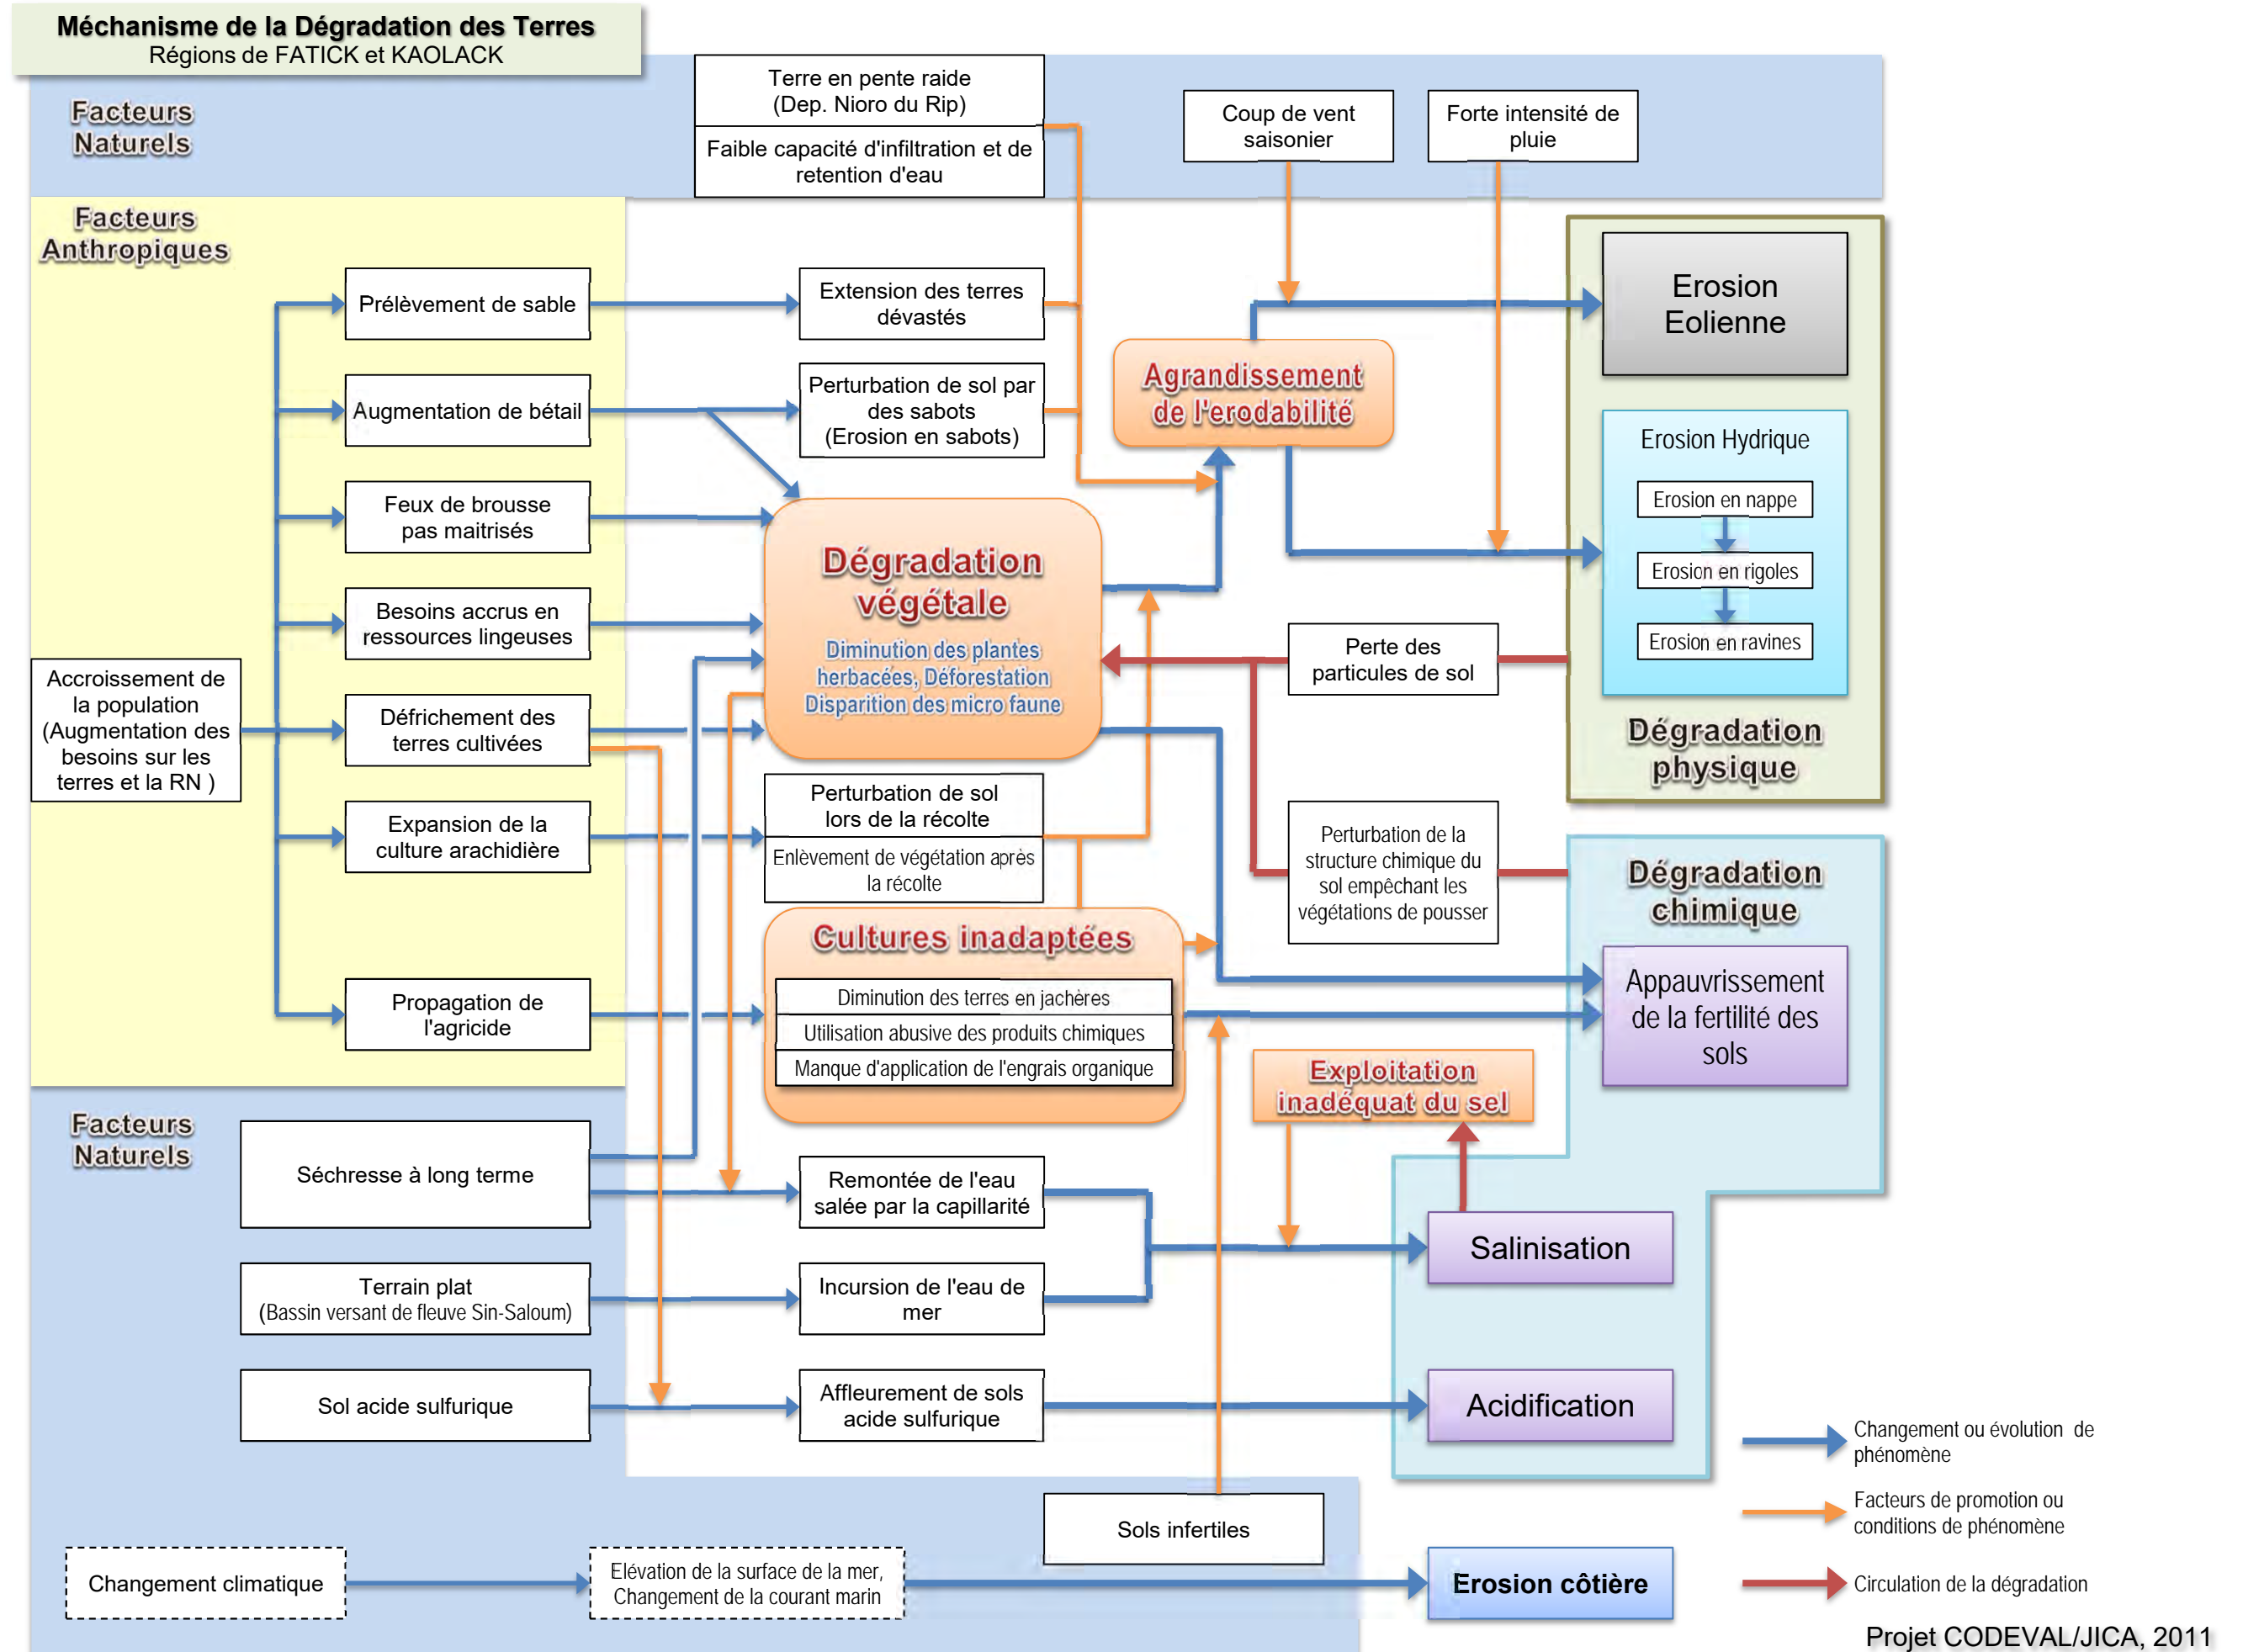 Méchanisme de la Dégradation des Terres
Régions de FATICK et KAOLACK
Facteurs
Naturels
Terre en pente raide
(Dep. Nioro du Rip)
Faible capacité d'infiltration et de
retention d'eau
Coup de vent
saisonier
Forte intensité de
pluie
Facteurs
Anthropiques
Prélèvement de sable
Extension des terres
dévastés
Erosion
Eolienne
Augmentation de bétail
Perturbation de sol par
des sabots
(Erosion en sabots)
Agrandissement
de l'erodabilité
Erosion Hydrique
Erosion en nappe
Erosion en rigoles
Erosion en ravines
Dégradation
physique
Feux de brousse
pas maitrisés
Dégradation
végétale
Diminution des plantes
herbacées, Déforestation
Disparition des micro faune
Besoins accrus en
ressources lingeuses
Perte des
particules de sol
Accroissement de
la population
(Augmentation des
besoins sur les
terres et la RN )
Défrichement des
terres cultivées
Expansion de la
culture arachidière
Perturbation de sol
lors de la récolte
Enlèvement de végétation après
la récolte
Perturbation de la
structure chimique du
sol empêchant les
végétations de pousser
Dégradation
chimique
Cultures inadaptées
Diminution des terres en jachères
Utilisation abusive des produits chimiques
Manque d'application de l'engrais organique
Propagation de
l'agricide
Appauvrissement
de la fertilité des
sols
Exploitation
inadéquat du sel
Facteurs
Naturels
Séchresse à long terme
Remontée de l'eau
salée par la capillarité
Salinisation
Terrain plat
(Bassin versant de fleuve Sin-Saloum)
Incursion de l'eau de
mer
Sol acide sulfurique
Affleurement de sols
acide sulfurique
Acidification
Sols infertiles
Changement climatique
Elévation de la surface de la mer,
Changement de la courant marin
Erosion côtière
Changement ou évolution de
phénomène
Facteurs de promotion ou
conditions de phénomène
Circulation de la dégradation
Projet CODEVAL/JICA, 2011